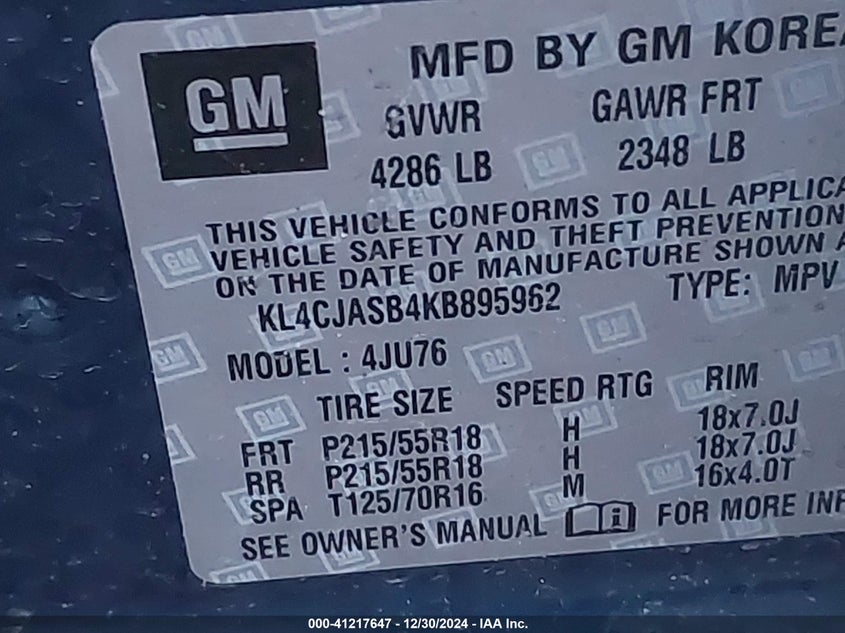 GM
MFD BY GM KOREA
GVWR GAWR FRT
4286 LB 2348 LB
THIS VEHICLE CONFORMS TO ALL APPLICA
VEHICLE SAFETY AND THEFT PREVENTION
ON THE DATE OF MANUFACTURE SHOWN A
KL4CJASB4KB895962 TYPE: MPV
MODEL : 4JU76
TIRE SIZE SPEED RTG RIM
FRT P215/55R18 H 18x7.0J
RR P215/55R18 H 18x7.0J
SPA T125/70R16 M 16x4.0T
SEE OWNER'S MANUAL i FOR MORE INF
000-41217647 - 12/30/2024 - IAA Inc.